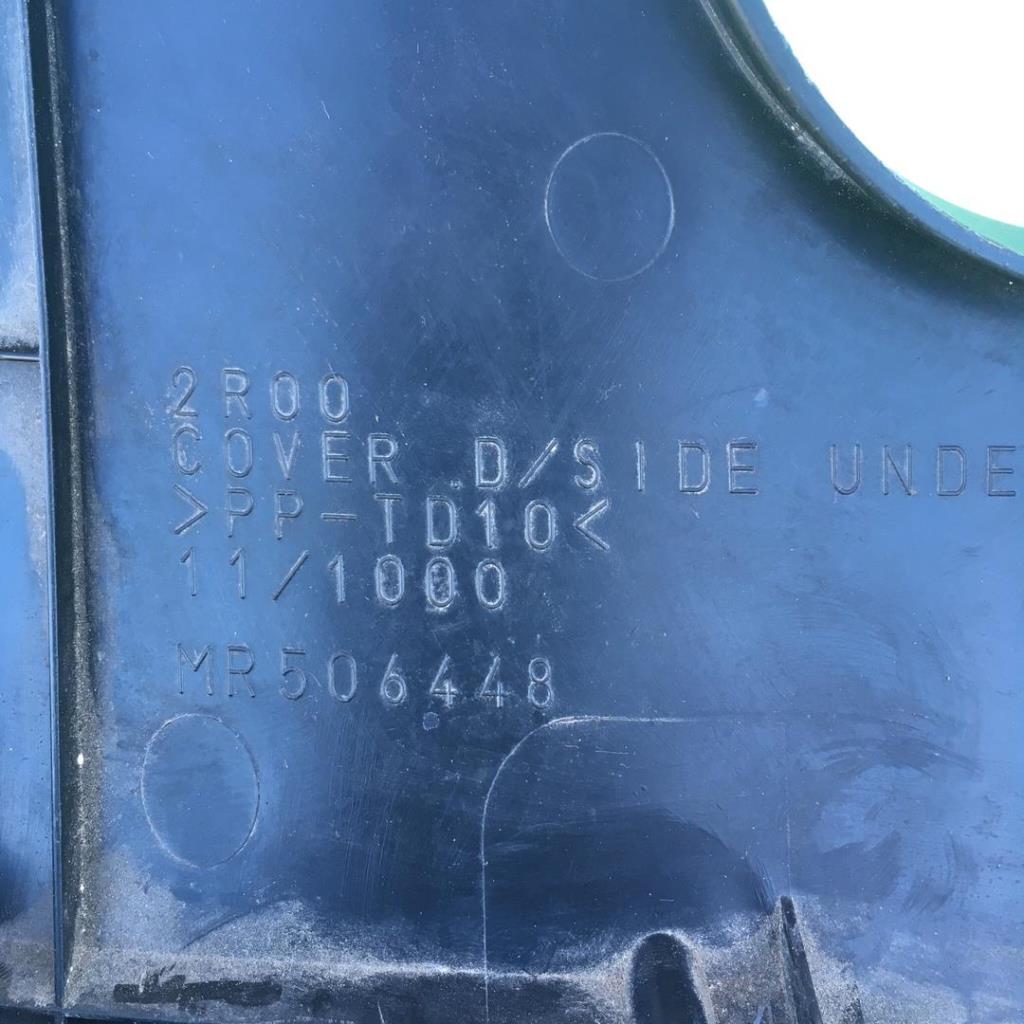 2R00
COVER D/SIDE UNDE
>PP-TD10<
11/1000
MR506448